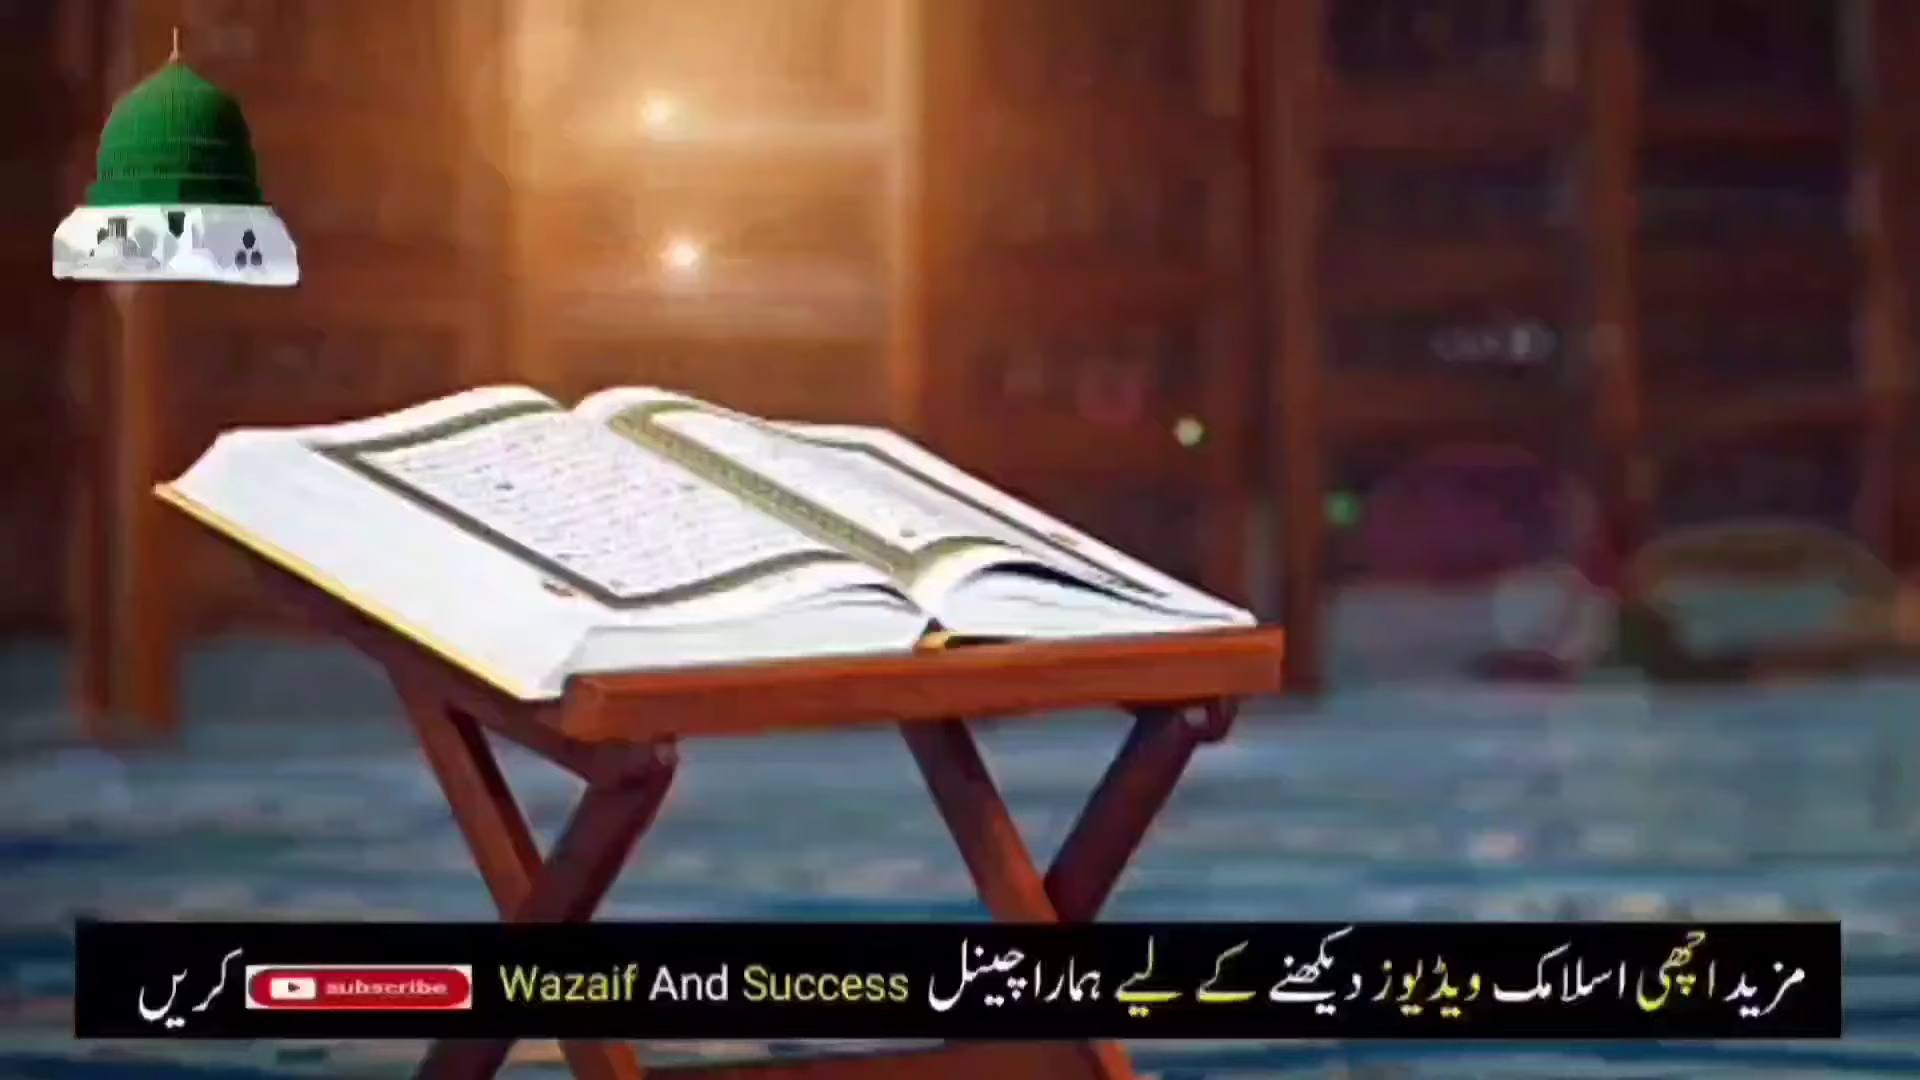 مزید اچھی اسلامک ویڈیوز دیکھنے کے لیے ہمارا چینل Wazaif And Success subscribe کریں